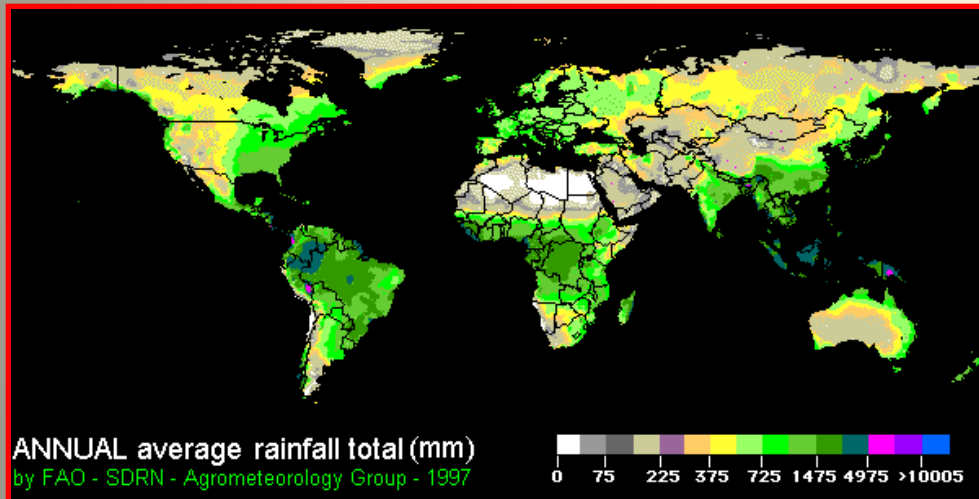 ANNUAL average rainfall total (mm)
by FAO - SDRN - Agrometeorology Group - 1997
0 75 225 375 725 1475 4975 >10005